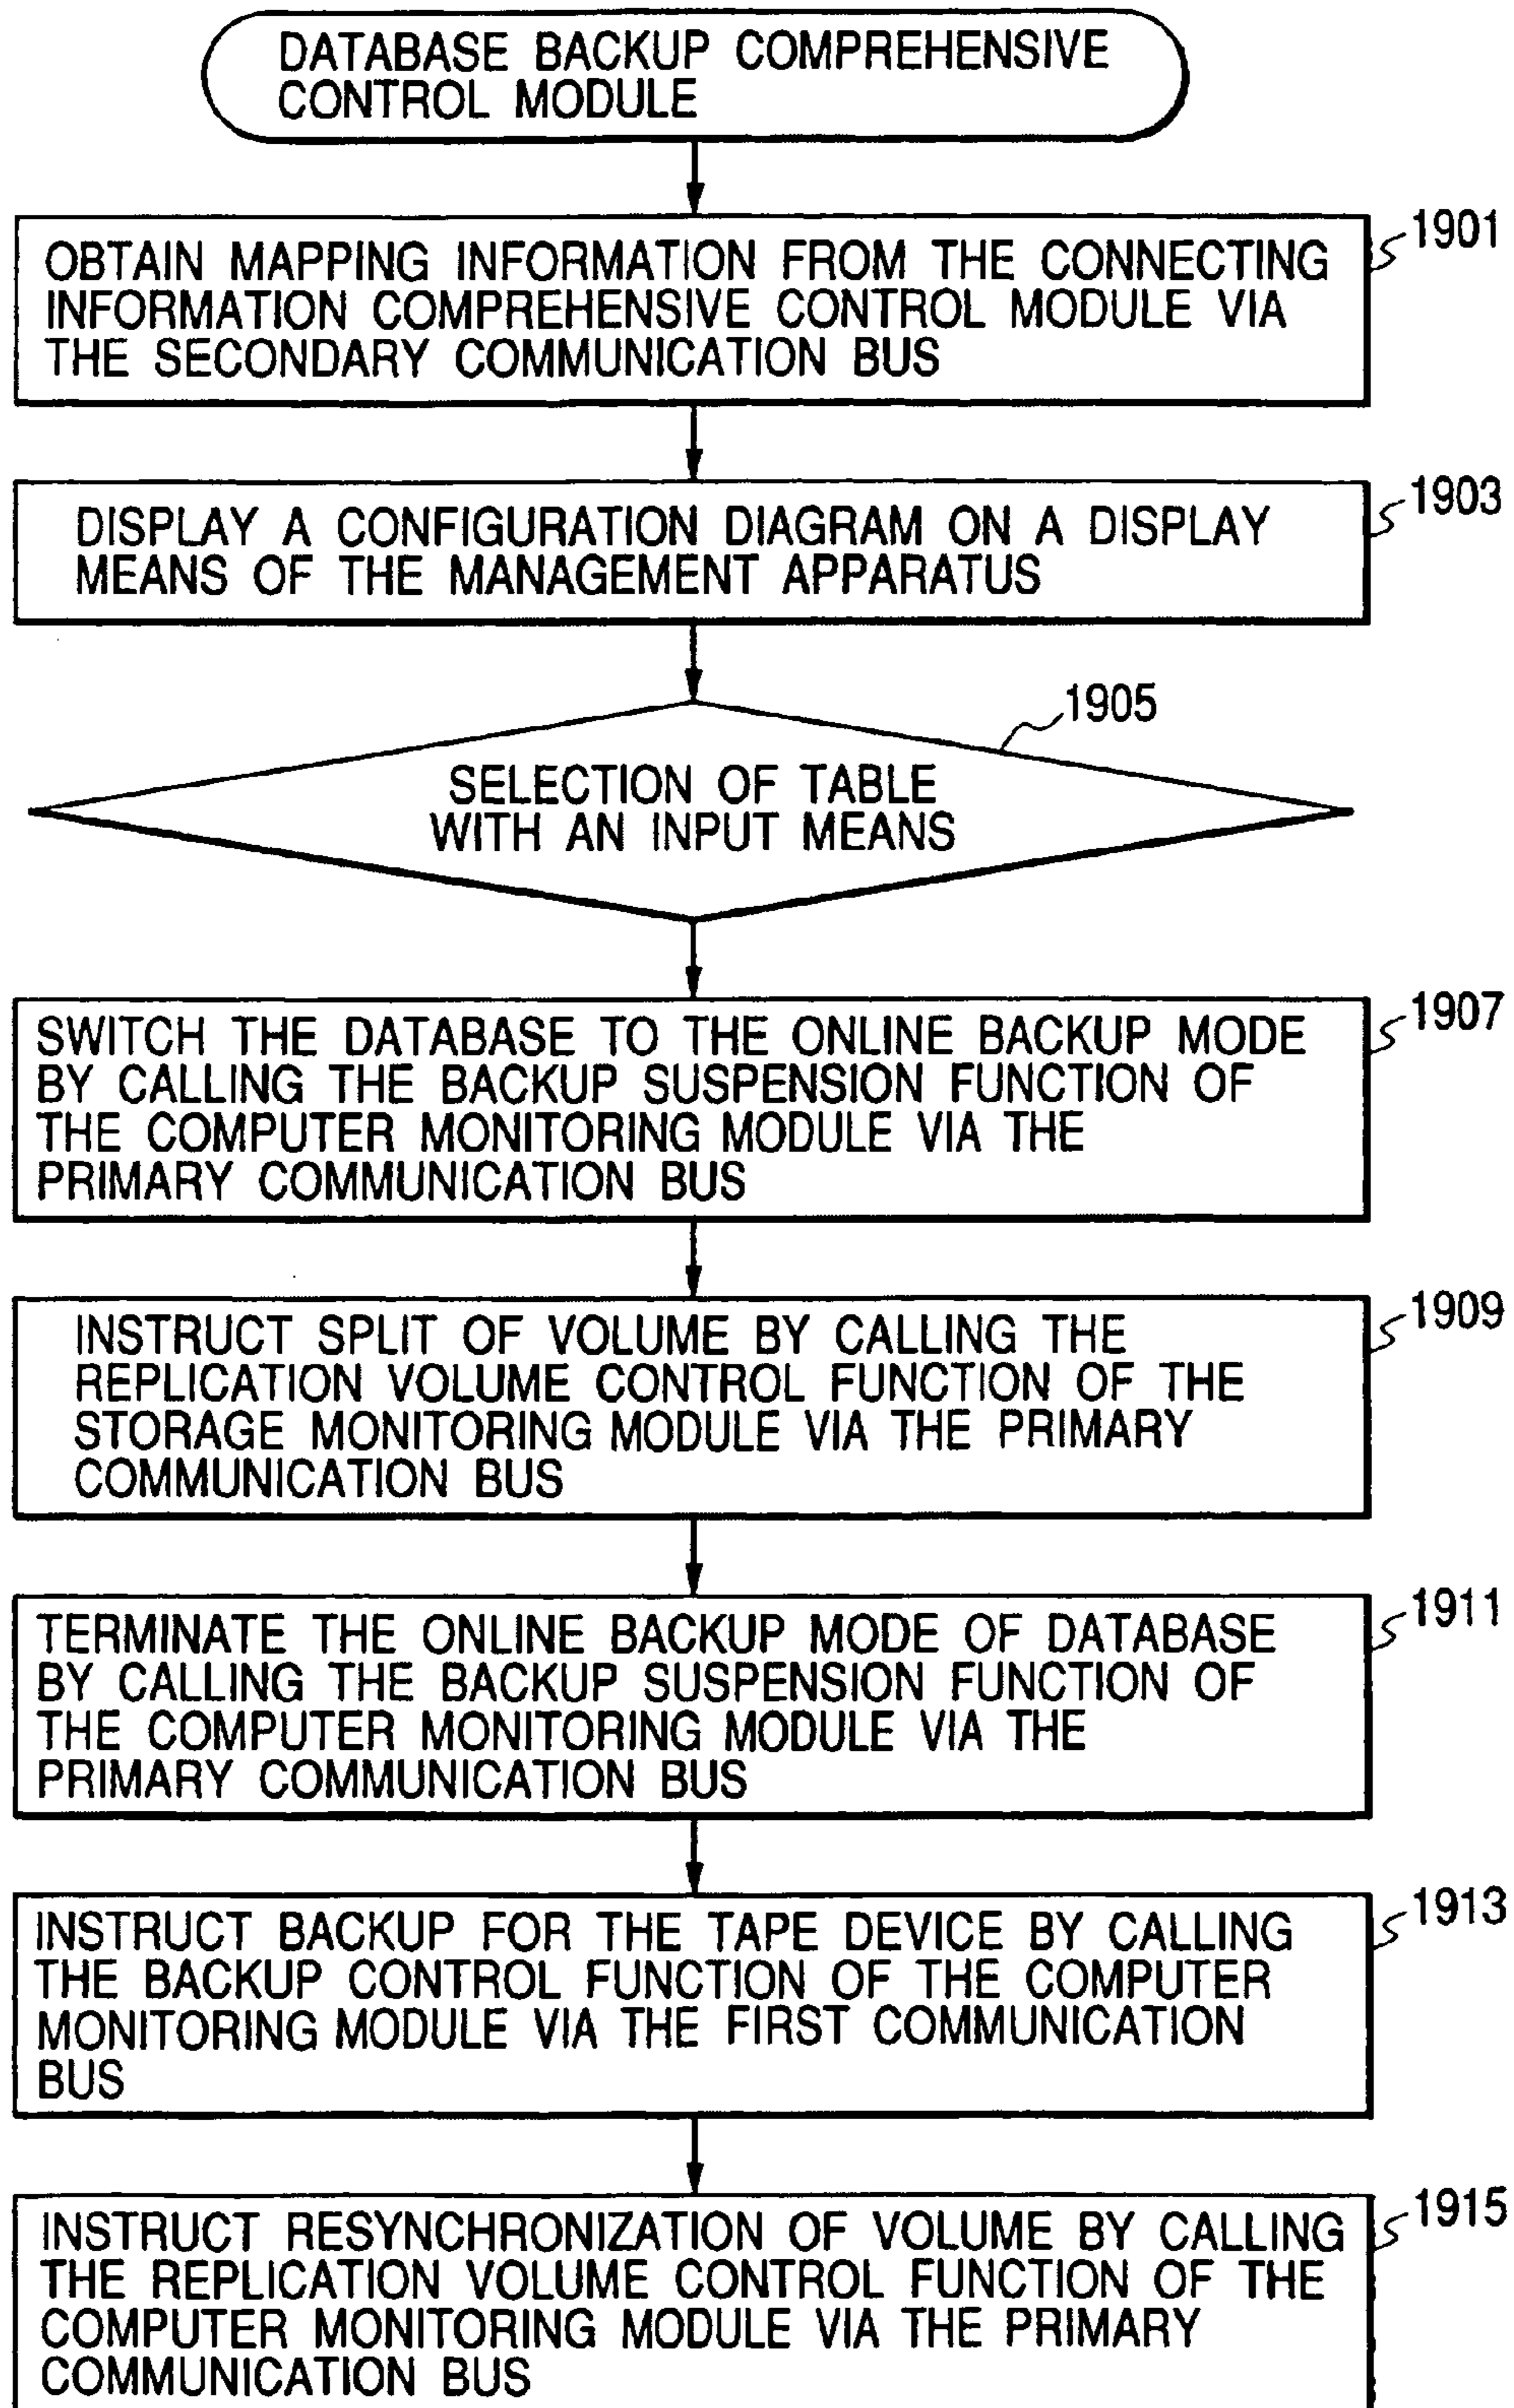 DATABASE BACKUP COMPREHENSIVE
CONTROL MODULE
1901
OBTAIN MAPPING INFORMATION FROM THE CONNECTING
INFORMATION COMPREHENSIVE CONTROL MODULE VIA
THE SECONDARY COMMUNICATION BUS
1903
DISPLAY A CONFIGURATION DIAGRAM ON A DISPLAY
MEANS OF THE MANAGEMENT APPARATUS
1905
SELECTION OF TABLE
WITH AN INPUT MEANS
1907
SWITCH THE DATABASE TO THE ONLINE BACKUP MODE
BY CALLING THE BACKUP SUSPENSION FUNCTION OF
THE COMPUTER MONITORING MODULE VIA THE
PRIMARY COMMUNICATION BUS
1909
INSTRUCT SPLIT OF VOLUME BY CALLING THE
REPLICATION VOLUME CONTROL FUNCTION OF THE
STORAGE MONITORING MODULE VIA THE PRIMARY
COMMUNICATION BUS
1911
TERMINATE THE ONLINE BACKUP MODE OF DATABASE
BY CALLING THE BACKUP SUSPENSION FUNCTION OF
THE COMPUTER MONITORING MODULE VIA THE
PRIMARY COMMUNICATION BUS
1913
INSTRUCT BACKUP FOR THE TAPE DEVICE BY CALLING
THE BACKUP CONTROL FUNCTION OF THE COMPUTER
MONITORING MODULE VIA THE FIRST COMMUNICATION
BUS
1915
INSTRUCT RESYNCHRONIZATION OF VOLUME BY CALLING
THE REPLICATION VOLUME CONTROL FUNCTION OF THE
COMPUTER MONITORING MODULE VIA THE PRIMARY
COMMUNICATION BUS